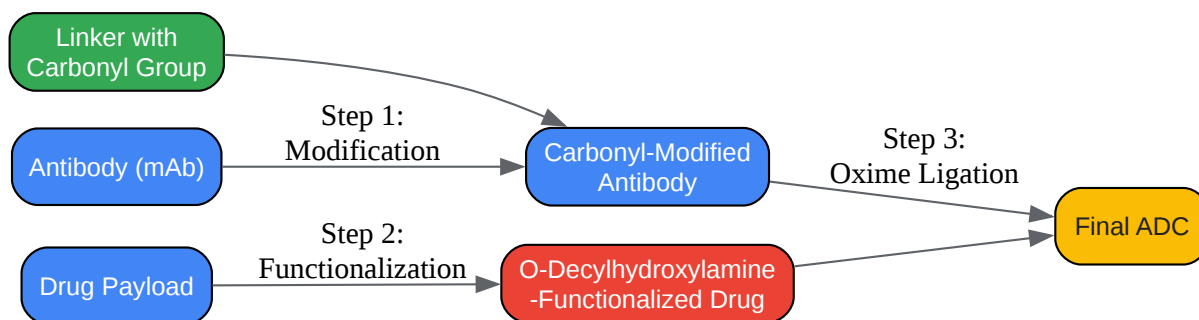 Linker with
Carbonyl Group
Antibody (mAb)
Step 1:
Modification
Carbonyl-Modified
Antibody
Step 3:
Oxime Ligation
Final ADC
Drug Payload
Step 2:
Functionalization
O-Decylhydroxylamine
-Functionalized Drug